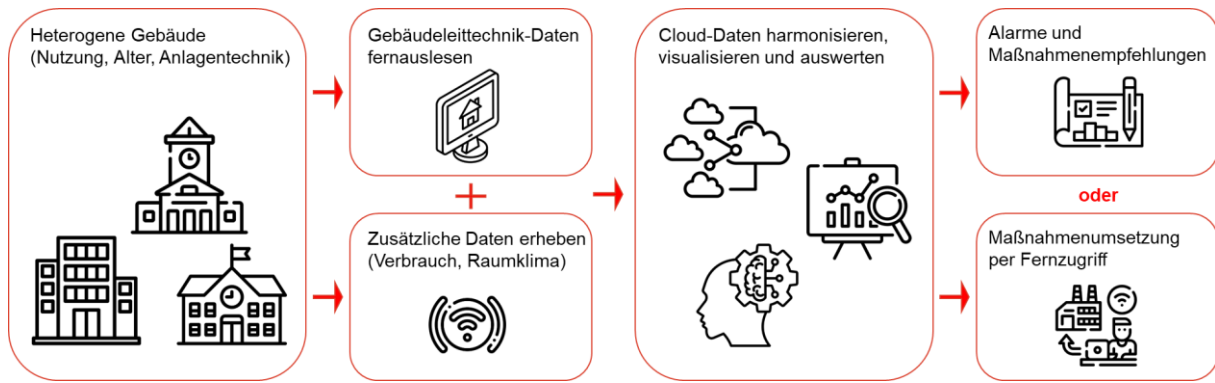 Heterogene Gebäude
(Nutzung, Alter, Anlagentechnik)
Gebäudeleittechnik-Daten
fernauslesen
Zusätzliche Daten erheben
(Verbrauch, Raumklima)
Cloud-Daten harmonisieren,
visualisieren und auswerten
Alarme und
Maßnahmenempfehlungen
oder
Maßnahmenumsetzung
per Fernzugriff